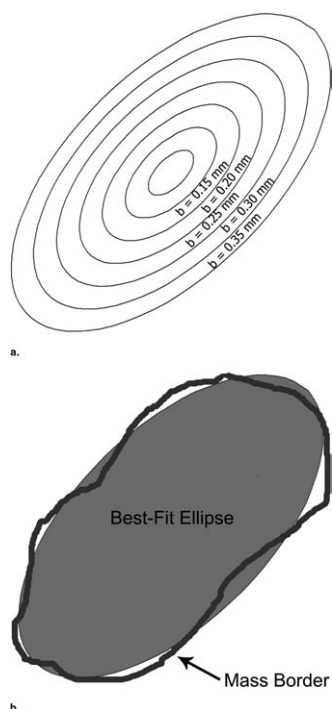 b = 0.15 mm
b = 0.20 mm
b = 0.25 mm
b = 0.30 mm
b = 0.35 mm
a.
Best-Fit Ellipse
Mass Border
b.